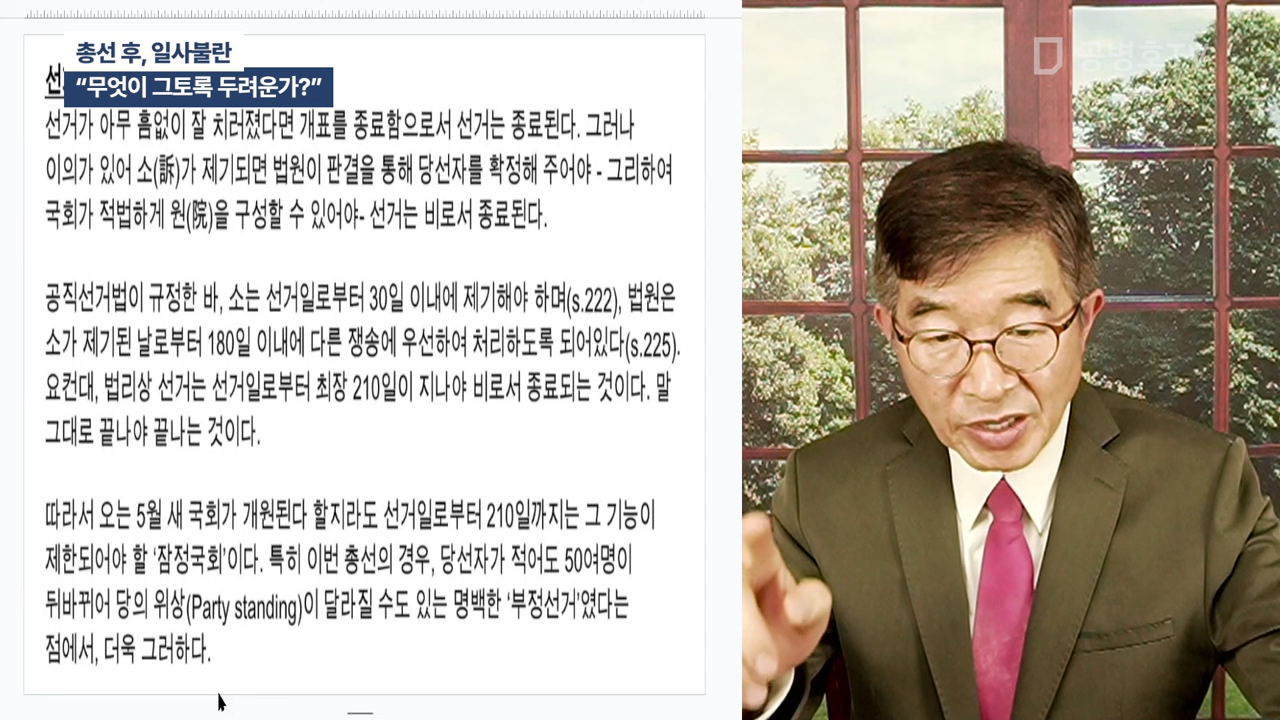 총선 후, 일사불란
“무엇이 그토록 두려운가?”
선거가 아무 흠없이 잘 치러졌다면 개표를 종료함으로서 선거는 종료된다. 그러나
이의가 있어 소(訴)가 제기되면 법원이 판결을 통해 당선자를 확정해 주어야 - 그리하여
국회가 적법하게 원(院)을 구성할 수 있어야- 선거는 비로서 종료된다.
공직선거법이 규정한 바, 소는 선거일로부터 30일 이내에 제기해야 하며(s.222), 법원은
소가 제기된 날로부터 180일 이내에 다른 쟁송에 우선하여 처리하도록 되어있다(s.225).
요컨대, 법리상 선거는 선거일로부터 최장 210일이 지나야 비로서 종료되는 것이다. 말
그대로 끝나야 끝나는 것이다.
따라서 오는 5월 새 국회가 개원된다 할지라도 선거일로부터 210일까지는 그 기능이
제한되어야 할 ‘잠정국회’이다. 특히 이번 총선의 경우, 당선자가 적어도 50여명이
뒤바뀌어 당의 위상(Party standing)이 달라질 수도 있는 명백한 ‘부정선거’였다는
점에서, 더욱 그러하다.